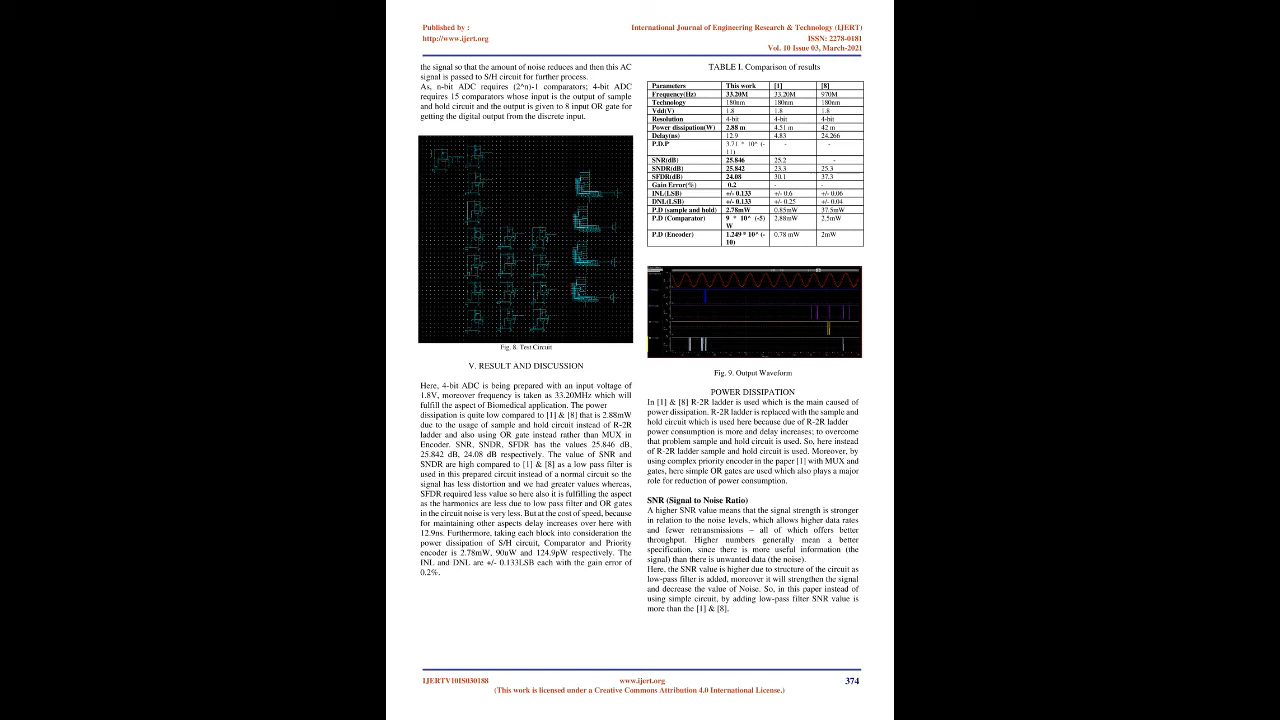 Published by :
http://www.ijert.org
International Journal of Engineering Research & Technology (IJERT)
ISSN: 2278-0181
Vol. 10 Issue 03, March-2021
the signal so that the amount of noise reduces and then this AC
signal is passed to S/H circuit for further process.
As, n-bit ADC requires (2^n)-1 comparators; 4-bit ADC
requires 15 comparators whose input is the output of sample
and hold circuit and the output is given to 8 input OR gate for
getting the digital output from the discrete input.
Fig. 8. Test Circuit
V. RESULT AND DISCUSSION
Here, 4-bit ADC is being prepared with an input voltage of
1.8V, moreover frequency is taken as 33.20MHz which will
fulfill the aspect of Biomedical application. The power
dissipation is quite low compared to [1] & [8] that is 2.88mW
due to the usage of sample and hold circuit instead of R-2R
ladder and also using OR gate instead rather than MUX in
Encoder. SNR, SNDR, SFDR has the values 25.846 dB,
25.842 dB, 24.08 dB respectively. The value of SNR and
SNDR are high compared to [1] & [8] as a low pass filter is
used in this prepared circuit instead of a normal circuit so the
signal has less distortion and we had greater values whereas,
SFDR required less value so here also it is fulfilling the aspect
as the harmonics are less due to low pass filter and OR gates
in the circuit noise is very less. But at the cost of speed, because
for maintaining other aspects delay increases over here with
12.9ns. Furthermore, taking each block into consideration the
power dissipation of S/H circuit, Comparator and Priority
encoder is 2.78mW, 90uW and 124.9pW respectively. The
INL and DNL are +/- 0.133LSB each with the gain error of
0.2%.
TABLE I. Comparison of results
Parameters This work [1] [8]
Frequency(Hz) 33.20M 33.20M 970M
Technology 180nm 180nm 180nm
Vdd(V) 1.8 1.8 1.8
Resolution 4-bit 4-bit 4-bit
Power dissipation(W) 2.88 m 4.51 m 42 m
Delay(ns) 12.9 4.83 24.266
P.D.P 3.71 * 10^ (- - -
11)
SNR(dB) 25.846 25.2 -
SNDR(dB) 25.842 23.3 25.3
SFDR(dB) 24.08 30.1 37.3
Gain Error(%) 0.2 - -
INL(LSB) +/- 0.133 +/- 0.6 +/- 0.06
DNL(LSB) +/- 0.133 +/- 0.25 +/- 0.04
P.D (sample and hold) 2.78mW 0.85mW 37.5mW
P.D (Comparator) 9 * 10^ (-5) 2.88mW 2.5mW
W
P.D (Encoder) 1.249 * 10^ (- 0.78 mW 2mW
10)
Fig. 9. Output Waveform
POWER DISSIPATION
In [1] & [8] R-2R ladder is used which is the main caused of
power dissipation. R-2R ladder is replaced with the sample and
hold circuit which is used here because due of R-2R ladder
power consumption is more and delay increases; to overcome
that problem sample and hold circuit is used. So, here instead
of R-2R ladder sample and hold circuit is used. Moreover, by
using complex priority encoder in the paper [1] with MUX and
gates, here simple OR gates are used which also plays a major
role for reduction of power consumption.
SNR (Signal to Noise Ratio)
A higher SNR value means that the signal strength is stronger
in relation to the noise levels, which allows higher data rates
and fewer retransmissions – all of which offers better
throughput. Higher numbers generally mean a better
specification, since there is more useful information (the
signal) than there is unwanted data (the noise).
Here, the SNR value is higher due to structure of the circuit as
low-pass filter is added, moreover it will strengthen the signal
and decrease the value of Noise. So, in this paper instead of
using simple circuit, by adding low-pass filter SNR value is
more than the [1] & [8].
IJERTV10IS030188
www.ijert.org
374
(This work is licensed under a Creative Commons Attribution 4.0 International License.)